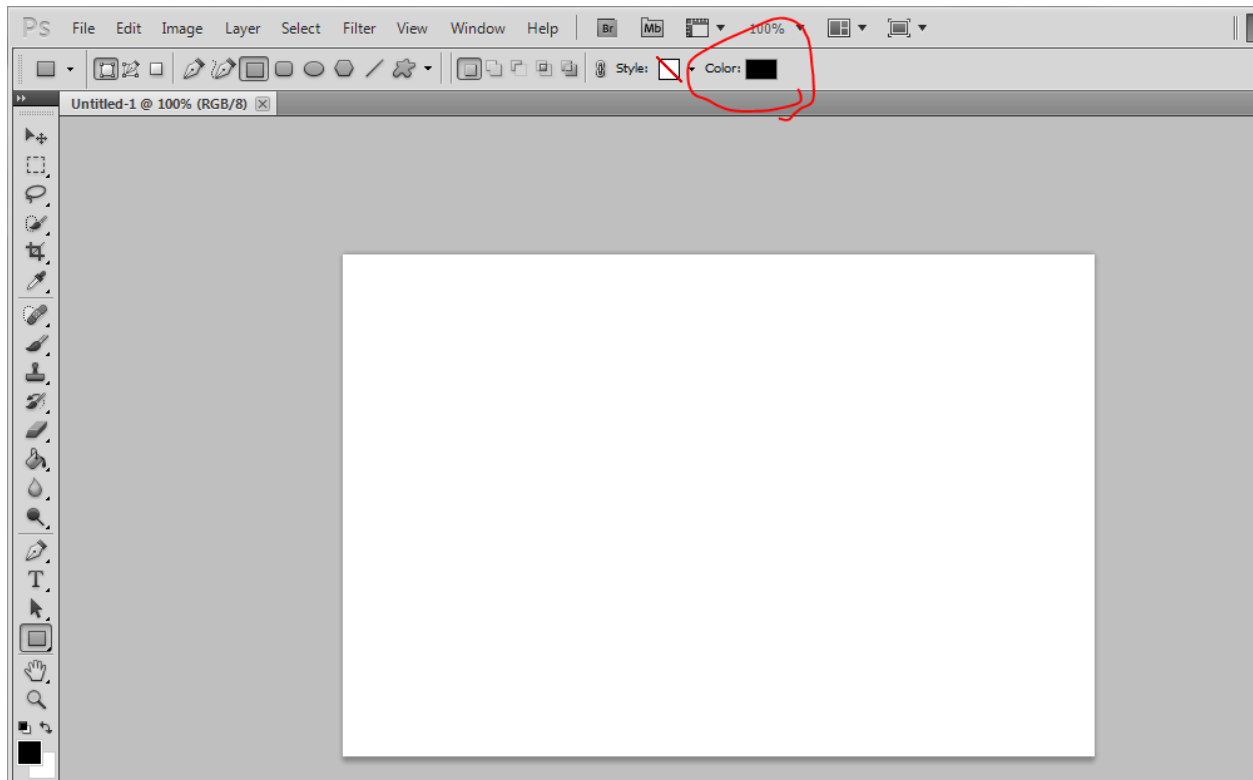 Ps File Edit Image Layer Select Filter View Window Help Br Mb 100%
Style: Color:
Untitled-1 @ 100% (RGB/8)
T